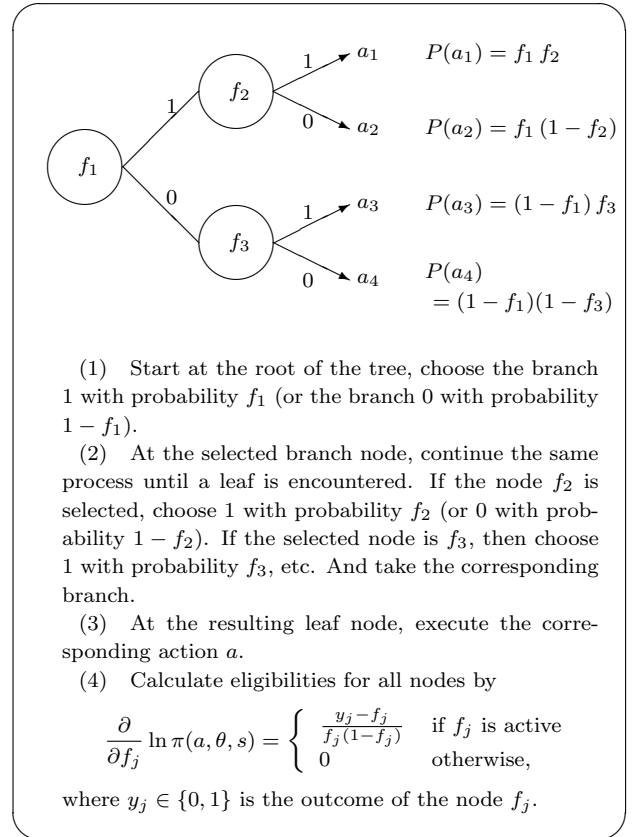 1 a₁ P(a₁) = f₁ f₂
f₂
0 a₂ P(a₂) = f₁ (1 − f₂)
1
f₁
0
1 a₃ P(a₃) = (1 − f₁) f₃
f₃
0 a₄ P(a₄)
= (1 − f₁)(1 − f₃)
(1) Start at the root of the tree, choose the branch
1 with probability f₁ (or the branch 0 with probability
1 − f₁).
(2) At the selected branch node, continue the same
process until a leaf is encountered. If the node f₂ is
selected, choose 1 with probability f₂ (or 0 with prob-
ability 1 − f₂). If the selected node is f₃, then choose
1 with probability f₃, etc. And take the corresponding
branch.
(3) At the resulting leaf node, execute the corre-
sponding action a.
(4) Calculate eligibilities for all nodes by
∂/∂fⱼ ln π(a, θ, s) = { (yⱼ−fⱼ)/(fⱼ(1−fⱼ)) if fⱼ is active
0 otherwise,
where yⱼ ∈ {0, 1} is the outcome of the node fⱼ.